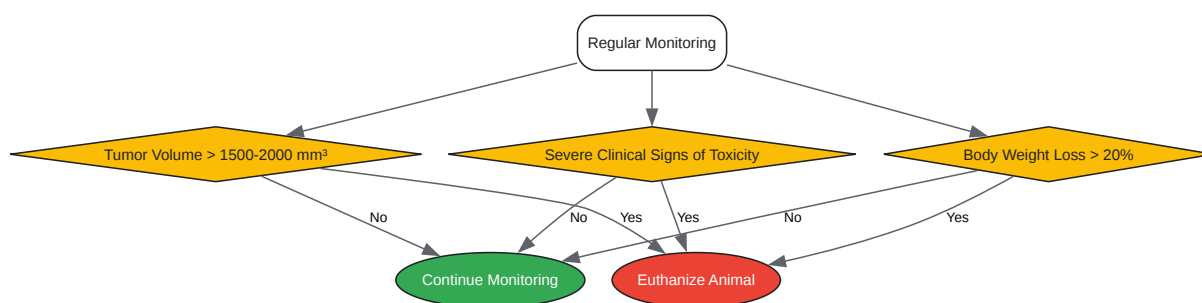 Regular Monitoring
Tumor Volume > 1500-2000 mm³
Severe Clinical Signs of Toxicity
Body Weight Loss > 20%
No
Yes
No
Yes
No
Yes
Continue Monitoring
Euthanize Animal